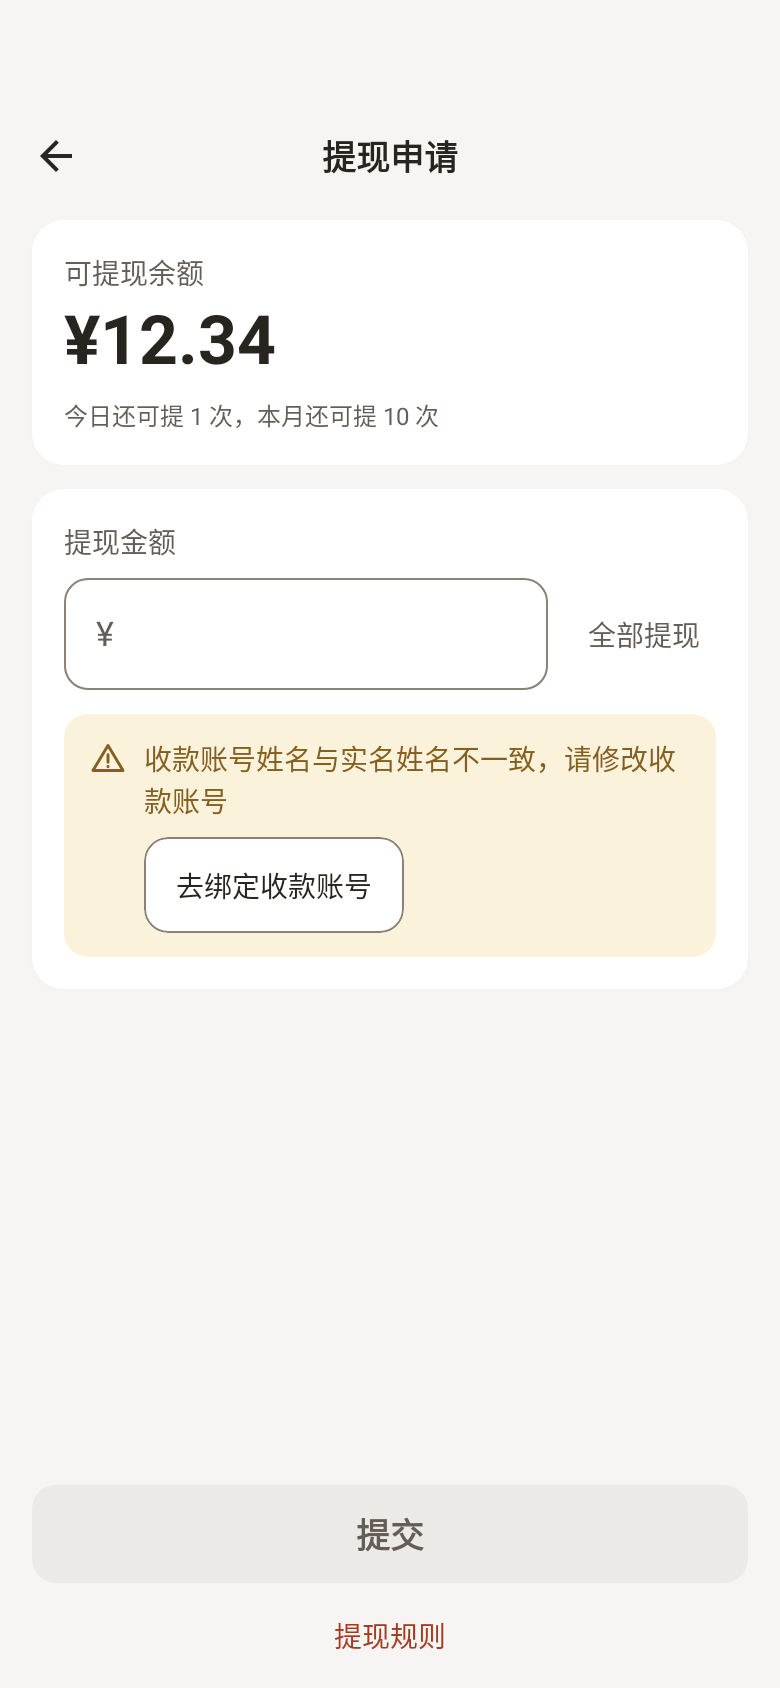 提现申请
可提现余额
¥12.34
今日还可提 1 次，本月还可提 10 次
提现金额
¥
全部提现
收款账号姓名与实名姓名不一致，请修改收
款账号
去绑定收款账号
提交
提现规则